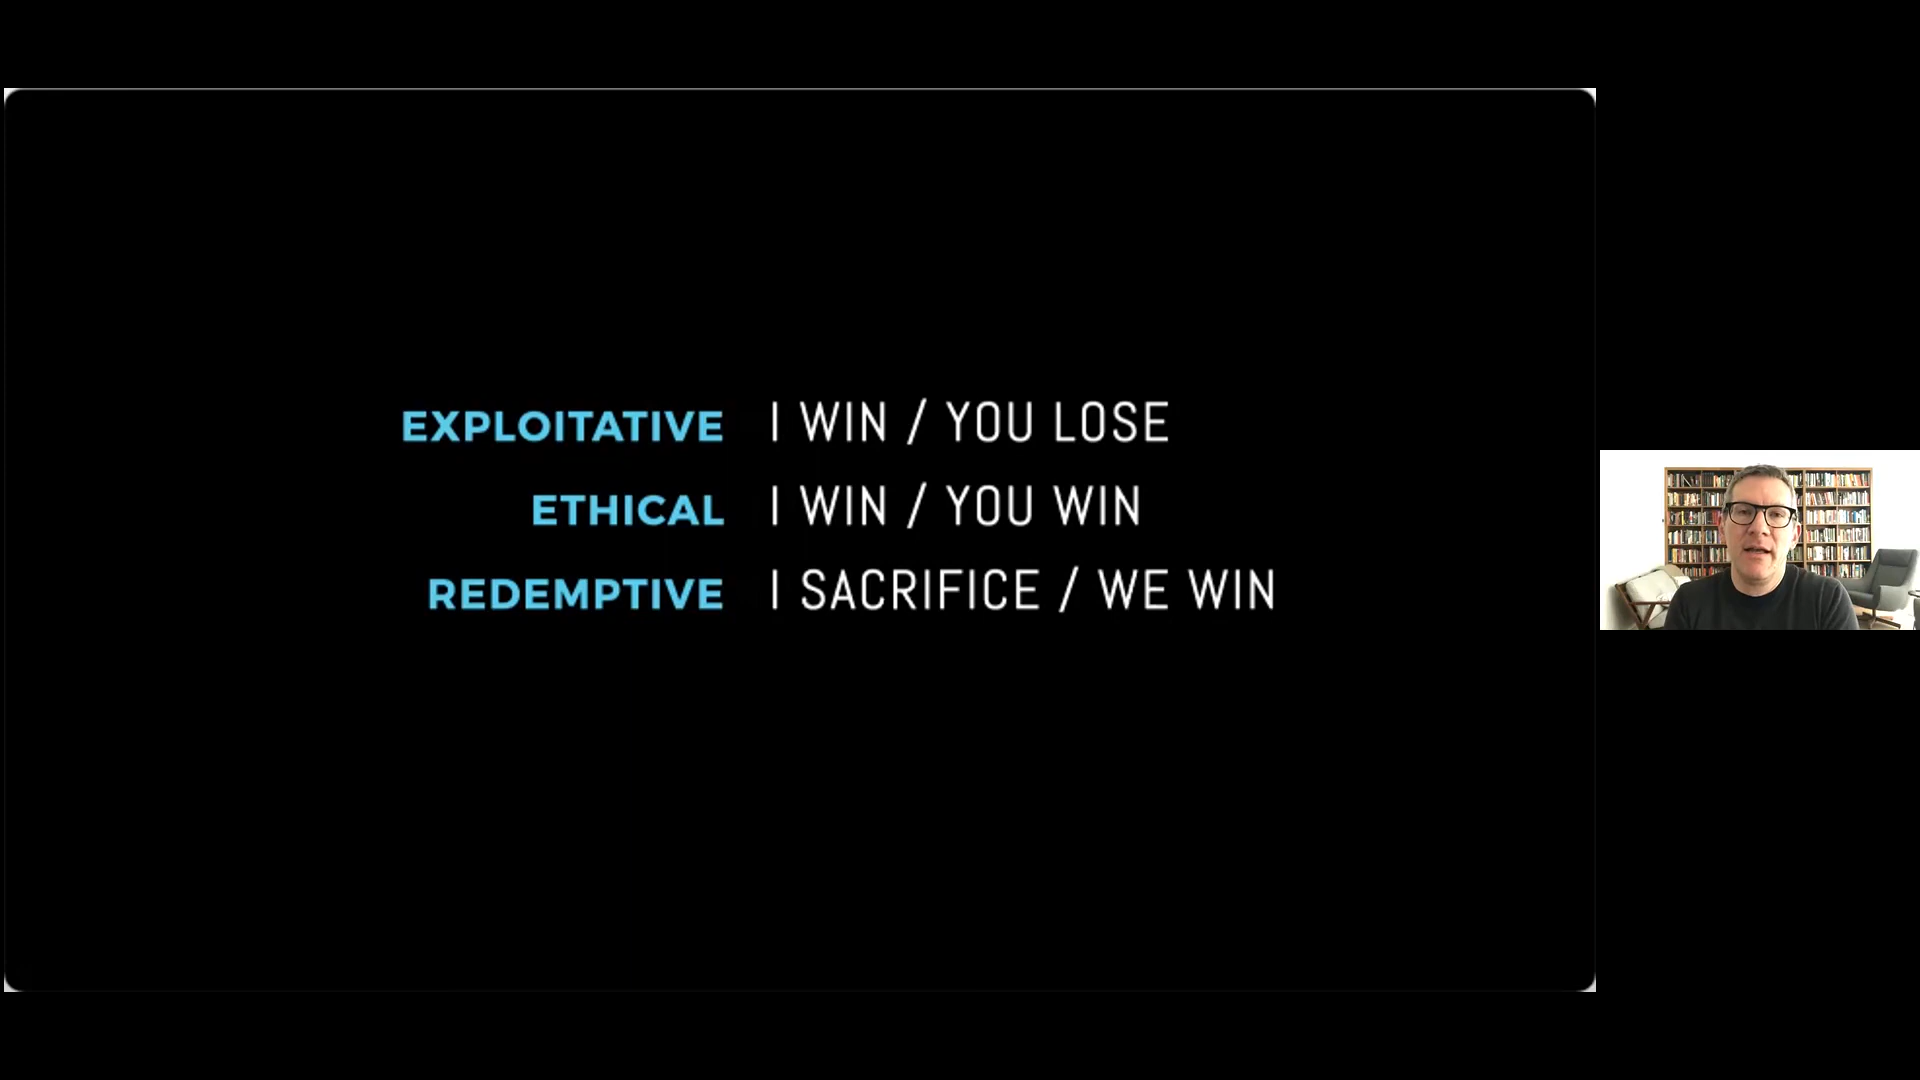 EXPLOITATIVE I WIN / YOU LOSE
ETHICAL I WIN / YOU WIN
REDEMPTIVE I SACRIFICE / WE WIN